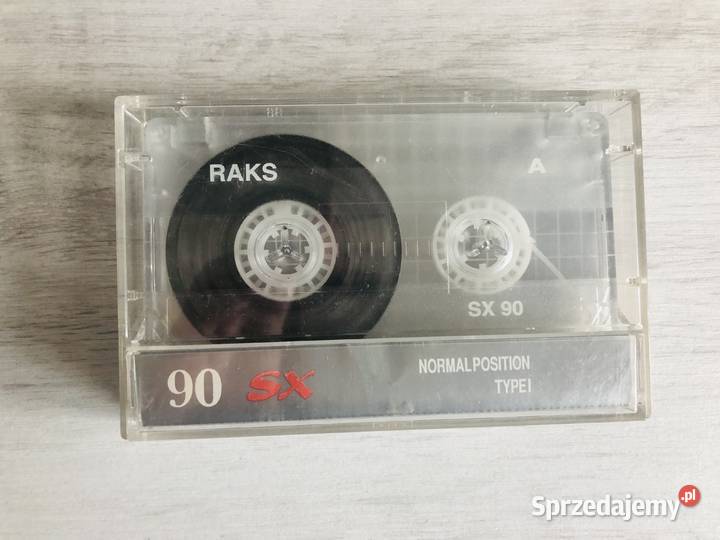 RAKS
A
SX 90
90 SX
NORMAL POSITION
TYPE I
Sprzedajemy.pl